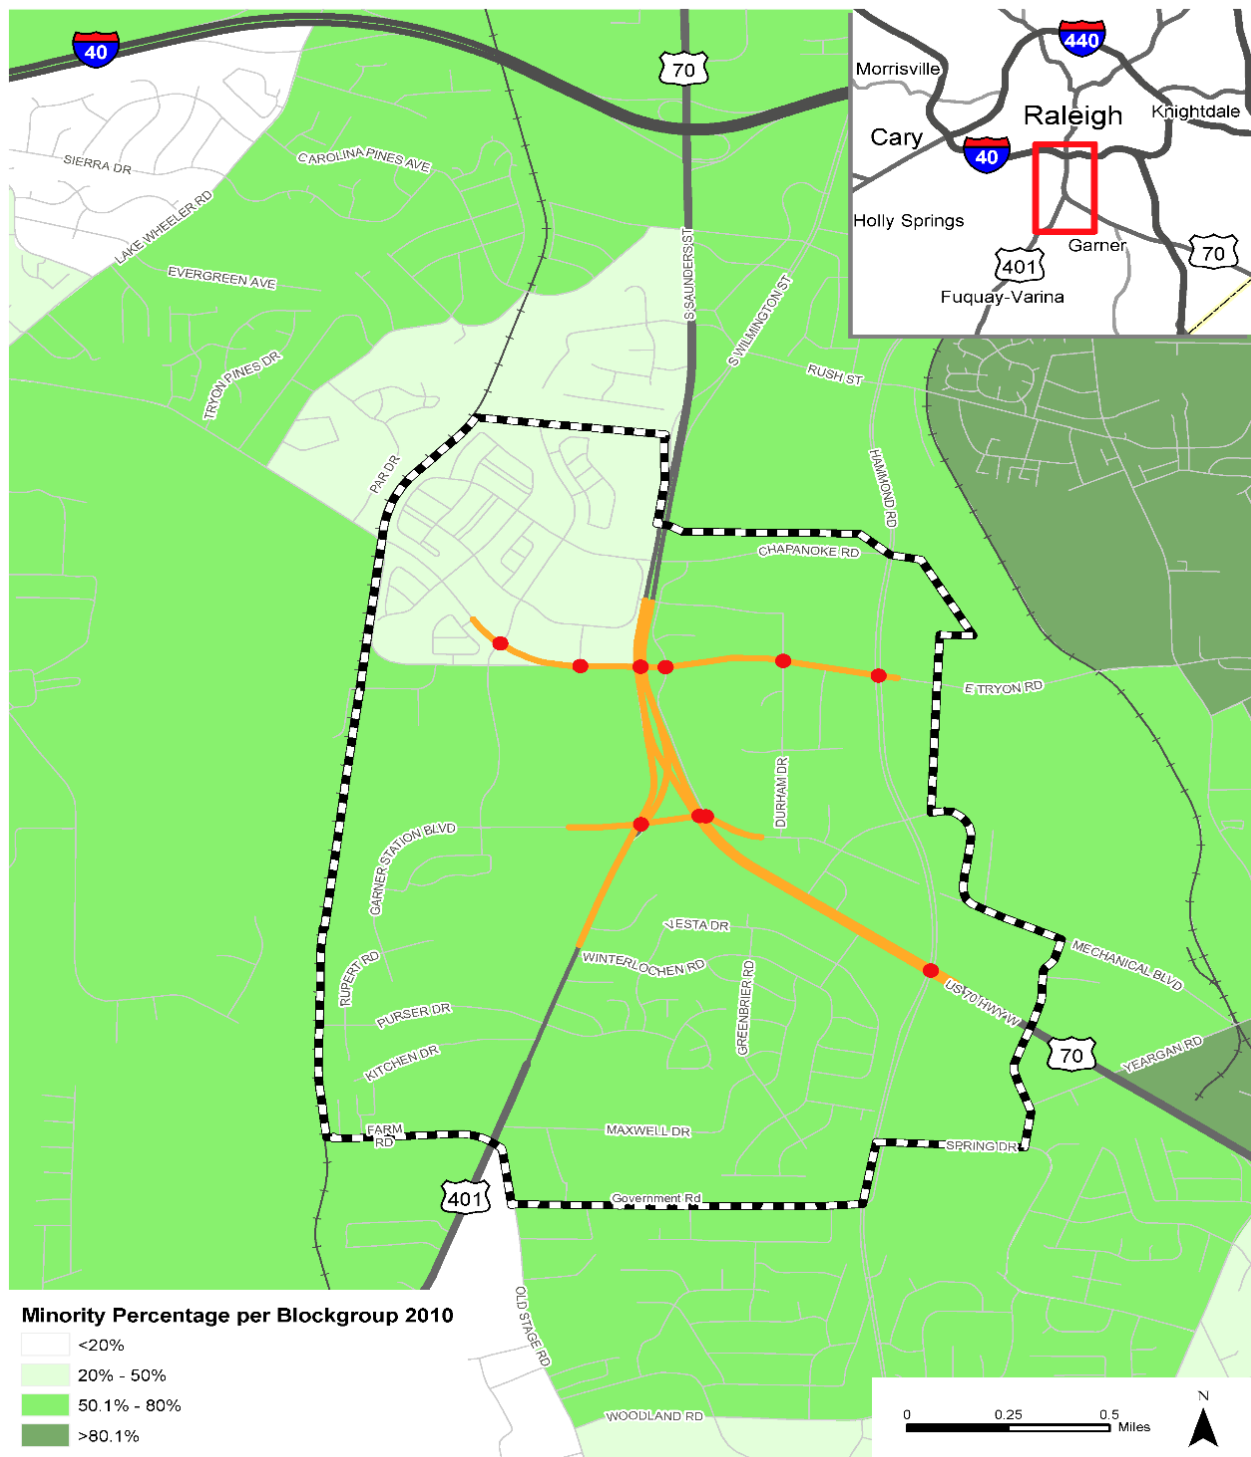 40
70
SIERRA DR
CAROLINA PINES AVE
LAKE WHEELER RD
EVERGREEN AVE
S SAUNDERS ST
S WILMINGTON ST
TRYON PINES DR
RUSH ST
PAR DR
HAMMOND RD
CHAPANOKE RD
E TRYON RD
DURHAM DR
GARNER STATION BLVD
VESTA DR
WINTERLOCHEN RD
RUPERT RD
GREENBRIER RD
MECHANICAL BLVD
US 70 HWY W
PURSER DR
KITCHEN DR
70
YEARGAN RD
FARM
RD
MAXWELL DR
SPRING DR
401
Government Rd
OLD STAGE RD
WOODLAND RD
440
Morrisville
Raleigh
Knightdale
Cary
40
Holly Springs
Garner
401
70
Fuquay-Varina
Minority Percentage per Blockgroup 2010
<20%
20% - 50%
50.1% - 80%
>80.1%
0 0.25 0.5
Miles
N